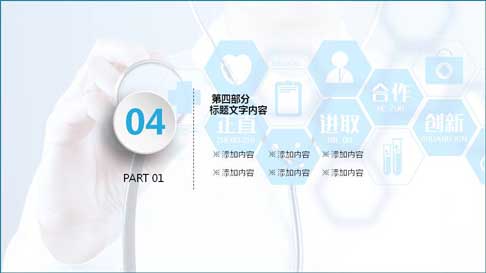 04
PART 01
第四部分
标题文字内容
※ 添加内容 ※ 添加内容 ※ 添加内容
※ 添加内容 ※ 添加内容 ※ 添加内容
正直
进取
合作
创新